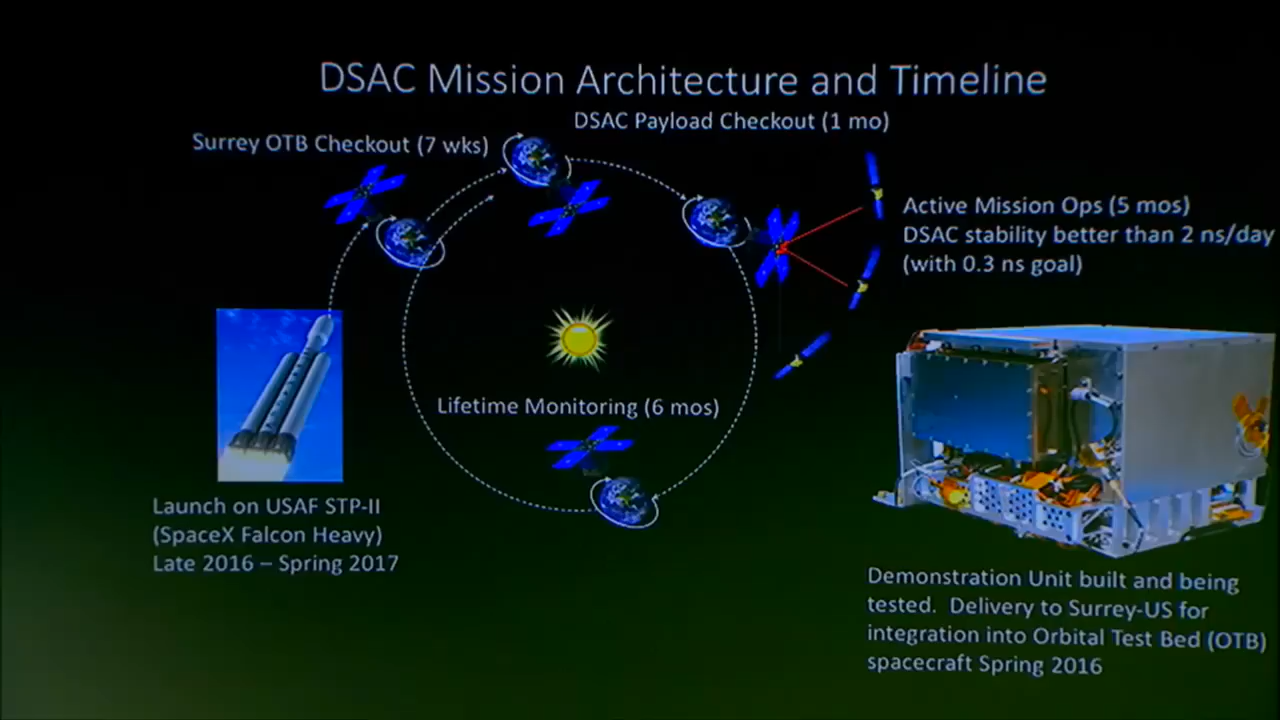 DSAC Mission Architecture and Timeline
DSAC Payload Checkout (1 mo)
Surrey OTB Checkout (7 wks)
Active Mission Ops (5 mos)
DSAC stability better than 2 ns/day
(with 0.3 ns goal)
Lifetime Monitoring (6 mos)
Launch on USAF STP-II
(SpaceX Falcon Heavy)
Late 2016 – Spring 2017
Demonstration Unit built and being
tested.  Delivery to Surrey-US for
integration into Orbital Test Bed (OTB)
spacecraft Spring 2016